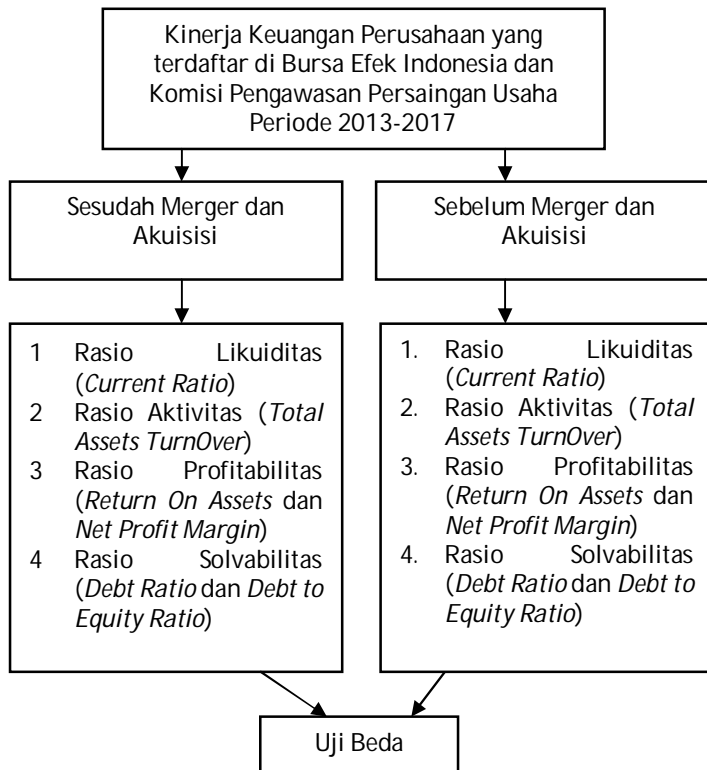 Kinerja Keuangan Perusahaan yang
terdaftar di Bursa Efek Indonesia dan
Komisi Pengawasan Persaingan Usaha
Periode 2013-2017
Sesudah Merger dan
Akuisisi
Sebelum Merger dan
Akuisisi
1 Rasio Likuiditas
(Current Ratio)
2 Rasio Aktivitas (Total
Assets TurnOver)
3 Rasio Profitabilitas
(Return On Assets dan
Net Profit Margin)
4 Rasio Solvabilitas
(Debt Ratio dan Debt to
Equity Ratio)
1. Rasio Likuiditas
(Current Ratio)
2. Rasio Aktivitas (Total
Assets TurnOver)
3. Rasio Profitabilitas
(Return On Assets dan
Net Profit Margin)
4. Rasio Solvabilitas
(Debt Ratio dan Debt to
Equity Ratio)
Uji Beda